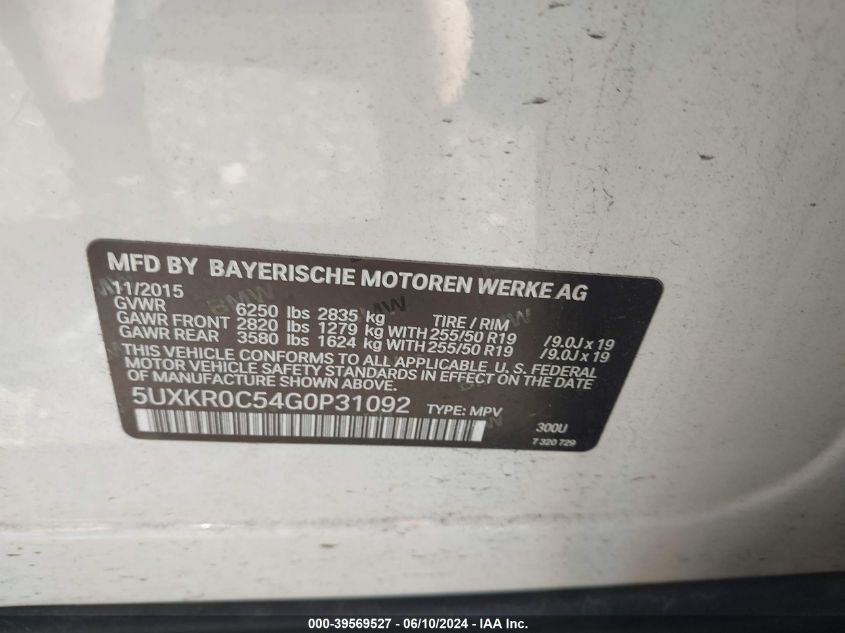 MFD BY BAYERISCHE MOTOREN WERKE AG
11/2015
GVWR 6250 lbs 2835 kg TIRE / RIM
GAWR FRONT 2820 lbs 1279 kg WITH 255/50 R19 /9.0J x 19
GAWR REAR 3580 lbs 1624 kg WITH 255/50 R19 /9.0J x 19
THIS VEHICLE CONFORMS TO ALL APPLICABLE U. S. FEDERAL
MOTOR VEHICLE SAFETY STANDARDS IN EFFECT ON THE DATE
OF MANUFACTURE SHOWN ABOVE.
5UXKR0C54G0P31092 TYPE: MPV 300U
7 320 729
000-39569527 - 06/10/2024 - IAA Inc.